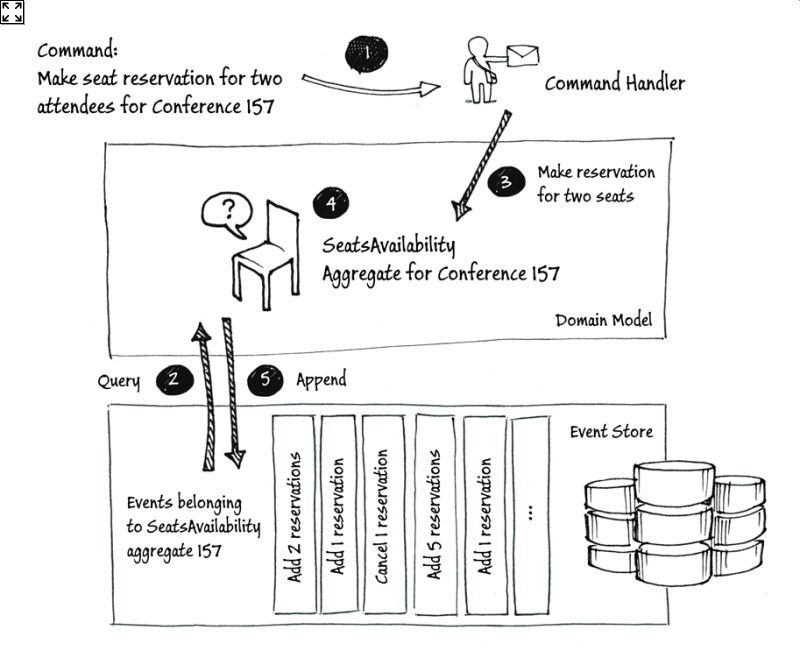 1
Command:
Make seat reservation for two
attendees for Conference 157
Command Handler
3
Make reservation
for two seats
?
4
SeatsAvailability
Aggregate for Conference 157
Domain Model
Query
2
5
Append
Event Store
Events belonging
to SeatsAvailability
aggregate 157
Add 2 reservations
Add 1 reservation
Cancel 1 reservation
Add 5 reservations
Add 1 reservation
...